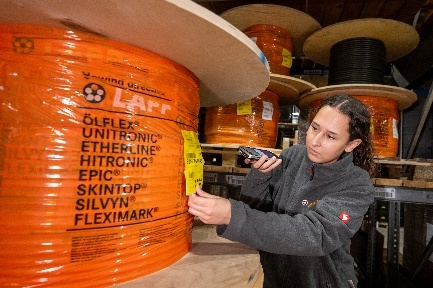 LAPP
ÖLFLEX®
UNITRONIC®
ETHERLINE®
HITRONIC®
EPIC®
SKINTOP®
SILVYN®
FLEXIMARK®